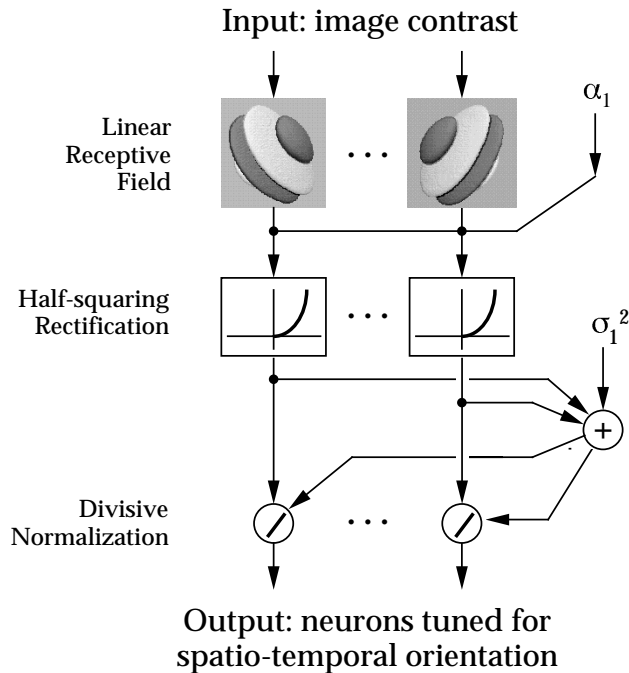 Input: image contrast
α₁
Linear
Receptive
Field
. . .
Half-squaring
Rectification
. . .
σ₁²
+
Divisive
Normalization
. . .
Output: neurons tuned for
spatio-temporal orientation